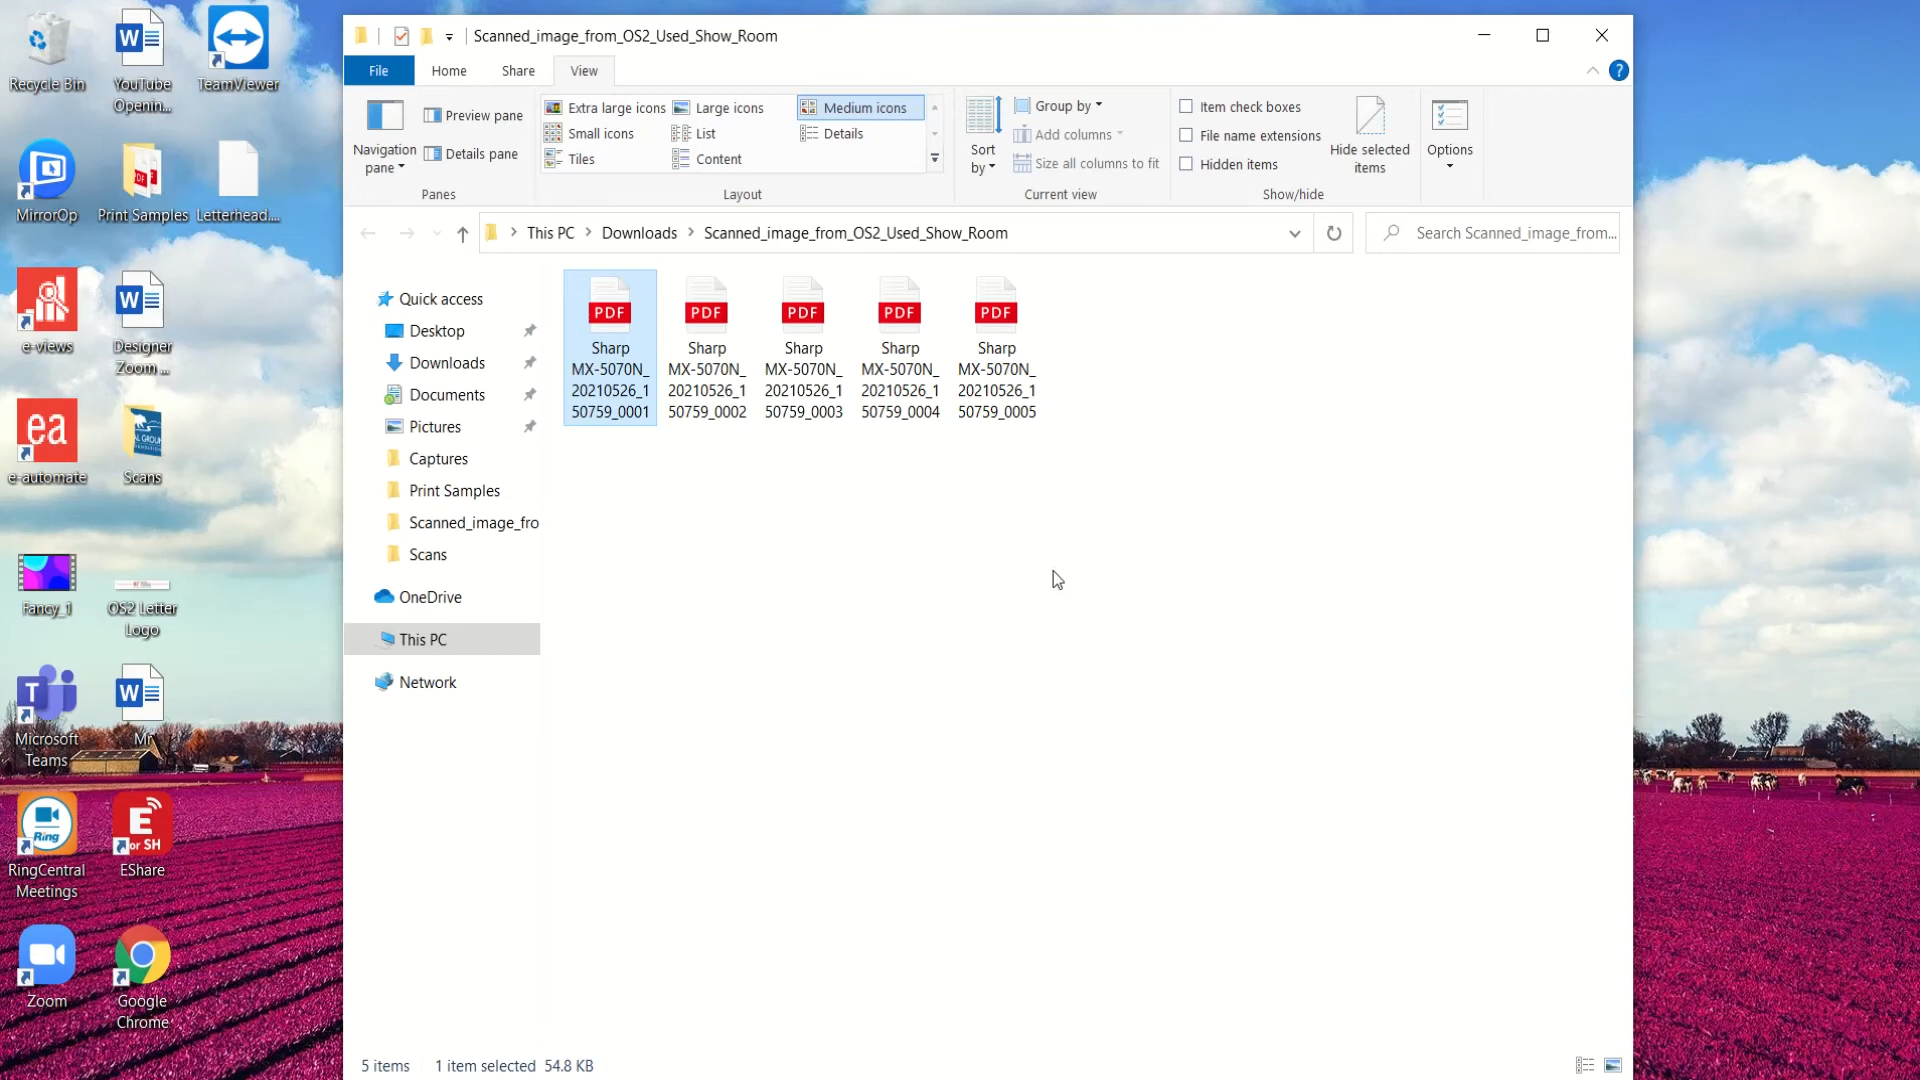 Recycle Bin
YouTube
Openin...
TeamViewer
MirrorOp
PDF
Print Samples
Letterhead....
e-views
Designer
Zoom ...
ea
e-automate
Scans
Fancy_1
OS2 Letter
Logo
T
Microsoft
Teams
W
Mr
Ring
RingCentral
Meetings
E
or SH
EShare
Zoom
Google
Chrome
Scanned_image_from_OS2_Used_Show_Room
File
Home
Share
View
?
Navigation
pane
Preview pane
Details pane
Panes
Extra large icons
Large icons
Medium icons
Small icons
List
Details
Tiles
Content
Layout
Sort
by
Group by
Add columns
Size all columns to fit
Current view
Item check boxes
File name extensions
Hidden items
Hide selected
items
Show/hide
Options
This PC
Downloads
Scanned_image_from_OS2_Used_Show_Room
Search Scanned_image_from...
Quick access
Desktop
Downloads
Documents
Pictures
Captures
Print Samples
Scanned_image_fro
Scans
OneDrive
This PC
Network
PDF
Sharp
MX-5070N_
20210526_1
50759_0001
PDF
Sharp
MX-5070N_
20210526_1
50759_0002
PDF
Sharp
MX-5070N_
20210526_1
50759_0003
PDF
Sharp
MX-5070N_
20210526_1
50759_0004
PDF
Sharp
MX-5070N_
20210526_1
50759_0005
5 items
1 item selected 54.8 KB